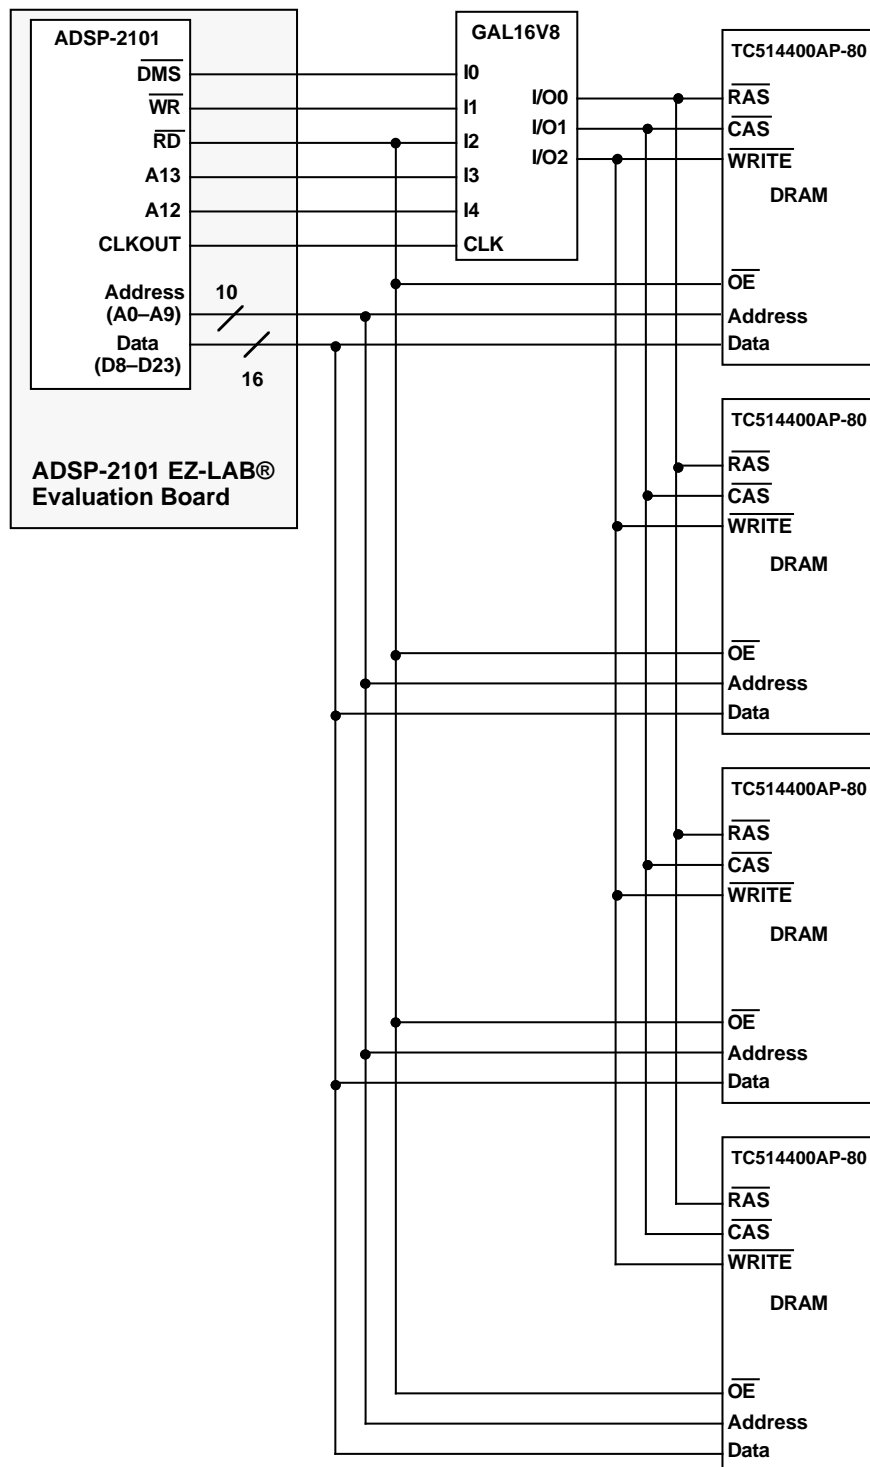 ADSP-2101
DMS
WR
RD
A13
A12
CLKOUT
Address
(A0–A9)
Data
(D8–D23)
10
16
ADSP-2101 EZ-LAB®
Evaluation Board
GAL16V8
I0
I1
I2
I3
I4
CLK
I/O0
I/O1
I/O2
TC514400AP-80
RAS
CAS
WRITE
DRAM
OE
Address
Data
TC514400AP-80
RAS
CAS
WRITE
DRAM
OE
Address
Data
TC514400AP-80
RAS
CAS
WRITE
DRAM
OE
Address
Data
TC514400AP-80
RAS
CAS
WRITE
DRAM
OE
Address
Data